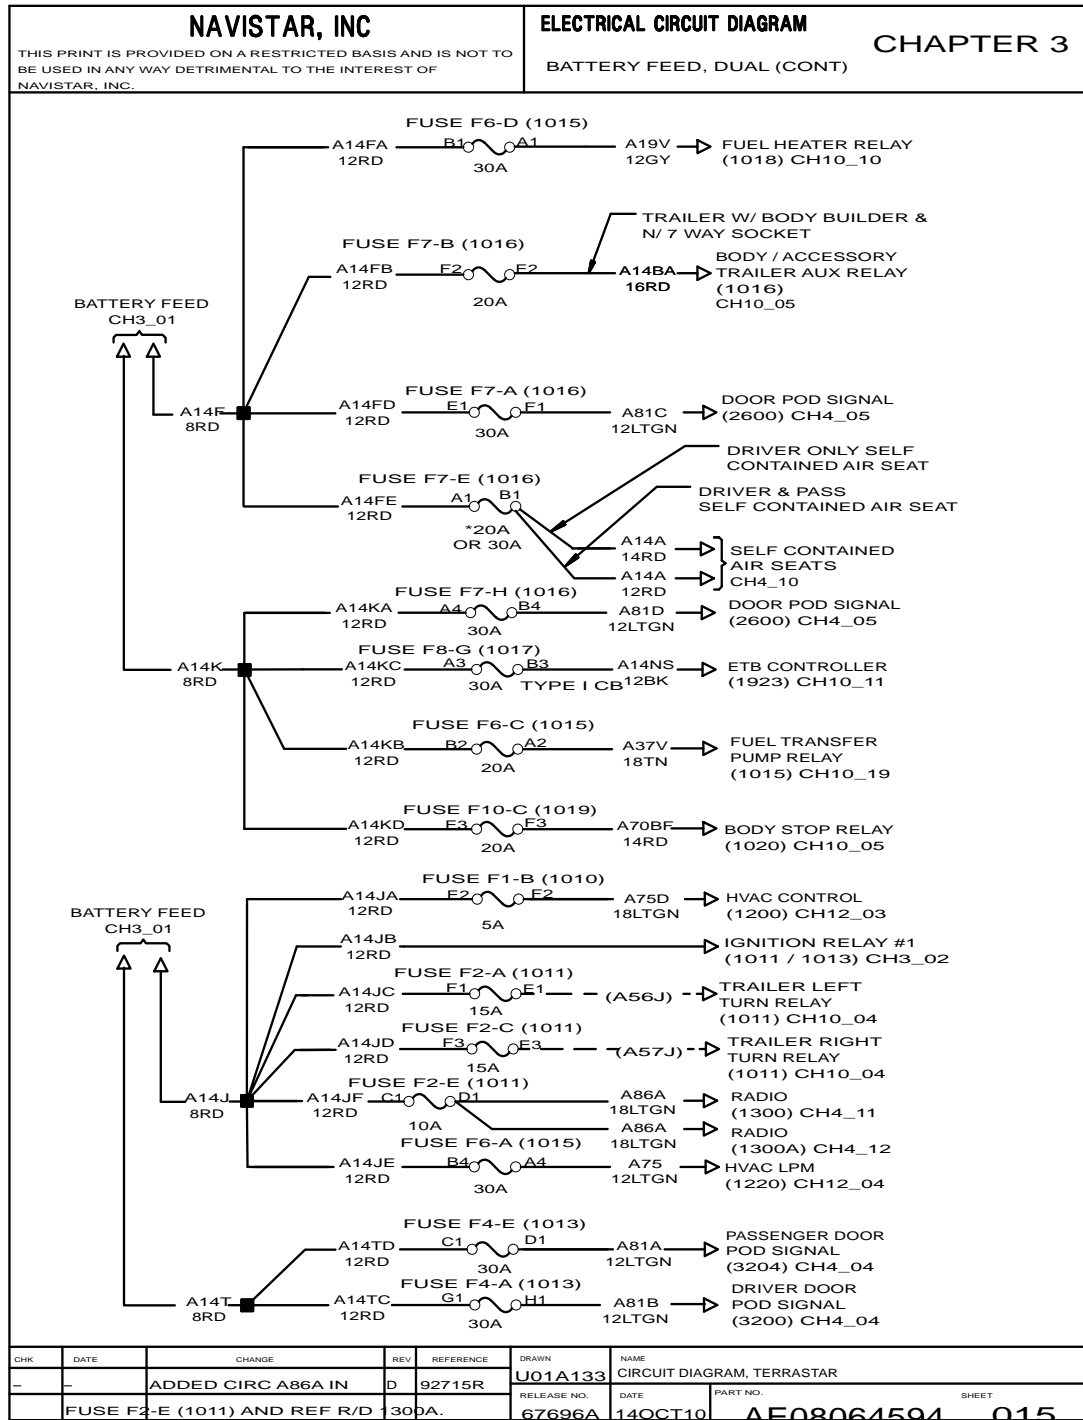 NAVISTAR, INC
THIS PRINT IS PROVIDED ON A RESTRICTED BASIS AND IS NOT TO
BE USED IN ANY WAY DETRIMENTAL TO THE INTEREST OF
NAVISTAR, INC.
ELECTRICAL CIRCUIT DIAGRAM
BATTERY FEED, DUAL (CONT)
CHAPTER 3
FUSE F6-D (1015)
A14FA
12RD
B1
A1
30A
A19V
12GY
FUEL HEATER RELAY
(1018) CH10_10
TRAILER W/ BODY BUILDER &
N/ 7 WAY SOCKET
FUSE F7-B (1016)
A14FB
12RD
F2
E2
20A
A14BA
16RD
BODY / ACCESSORY
TRAILER AUX RELAY
(1016)
CH10_05
BATTERY FEED
CH3_01
A14F
8RD
FUSE F7-A (1016)
A14FD
12RD
E1
F1
30A
A81C
12LTGN
DOOR POD SIGNAL
(2600) CH4_05
DRIVER ONLY SELF
CONTAINED AIR SEAT
FUSE F7-E (1016)
A14FE
12RD
A1
B1
*20A
OR 30A
DRIVER & PASS
SELF CONTAINED AIR SEAT
A14A
14RD
A14A
12RD
SELF CONTAINED
AIR SEATS
CH4_10
FUSE F7-H (1016)
A14KA
12RD
A4
B4
30A
A81D
12LTGN
DOOR POD SIGNAL
(2600) CH4_05
A14K
8RD
FUSE F8-G (1017)
A14KC
12RD
A3
B3
30A
TYPE I CB
A14NS
12BK
ETB CONTROLLER
(1923) CH10_11
FUSE F6-C (1015)
A14KB
12RD
B2
A2
20A
A37V
18TN
FUEL TRANSFER
PUMP RELAY
(1015) CH10_19
FUSE F10-C (1019)
A14KD
12RD
E3
F3
20A
A70BF
14RD
BODY STOP RELAY
(1020) CH10_05
FUSE F1-B (1010)
A14JA
12RD
E2
F2
5A
A75D
18LTGN
HVAC CONTROL
(1200) CH12_03
BATTERY FEED
CH3_01
A14JB
12RD
IGNITION RELAY #1
(1011 / 1013) CH3_02
FUSE F2-A (1011)
A14JC
12RD
F1
E1
15A
(A56J)
TRAILER LEFT
TURN RELAY
(1011) CH10_04
FUSE F2-C (1011)
A14JD
12RD
F3
E3
15A
(A57J)
TRAILER RIGHT
TURN RELAY
(1011) CH10_04
A14J
8RD
FUSE F2-E (1011)
A14JF
12RD
C1
D1
10A
A86A
18LTGN
RADIO
(1300) CH4_11
A86A
18LTGN
RADIO
(1300A) CH4_12
FUSE F6-A (1015)
A14JE
12RD
B4
A4
30A
A75
12LTGN
HVAC LPM
(1220) CH12_04
FUSE F4-E (1013)
A14TD
12RD
C1
D1
30A
A81A
12LTGN
PASSENGER DOOR
POD SIGNAL
(3204) CH4_04
A14T
8RD
FUSE F4-A (1013)
A14TC
12RD
G1
H1
30A
A81B
12LTGN
DRIVER DOOR
POD SIGNAL
(3200) CH4_04
CHK DATE CHANGE REV REFERENCE
– – ADDED CIRC A86A IN D 92715R
FUSE F2-E (1011) AND REF R/D 1300A.
DRAWN
U01A133
NAME
CIRCUIT DIAGRAM, TERRASTAR
RELEASE NO.
67696A
DATE
14OCT10
PART NO.
AE08064594
SHEET
015